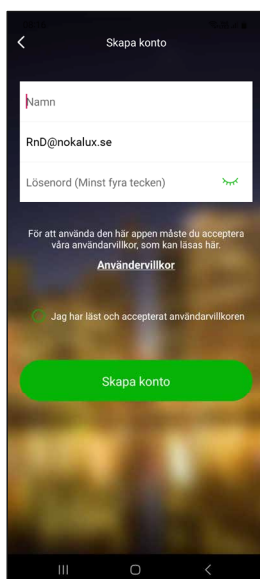 Skapa konto
Namn
RnD@nokalux.se
Lösenord (Minst fyra tecken)
För att använda den här appen måste du acceptera
våra användarvillkor, som kan läsas här.
Användervillkor
Jag har läst och accepterat användarvillkoren
Skapa konto